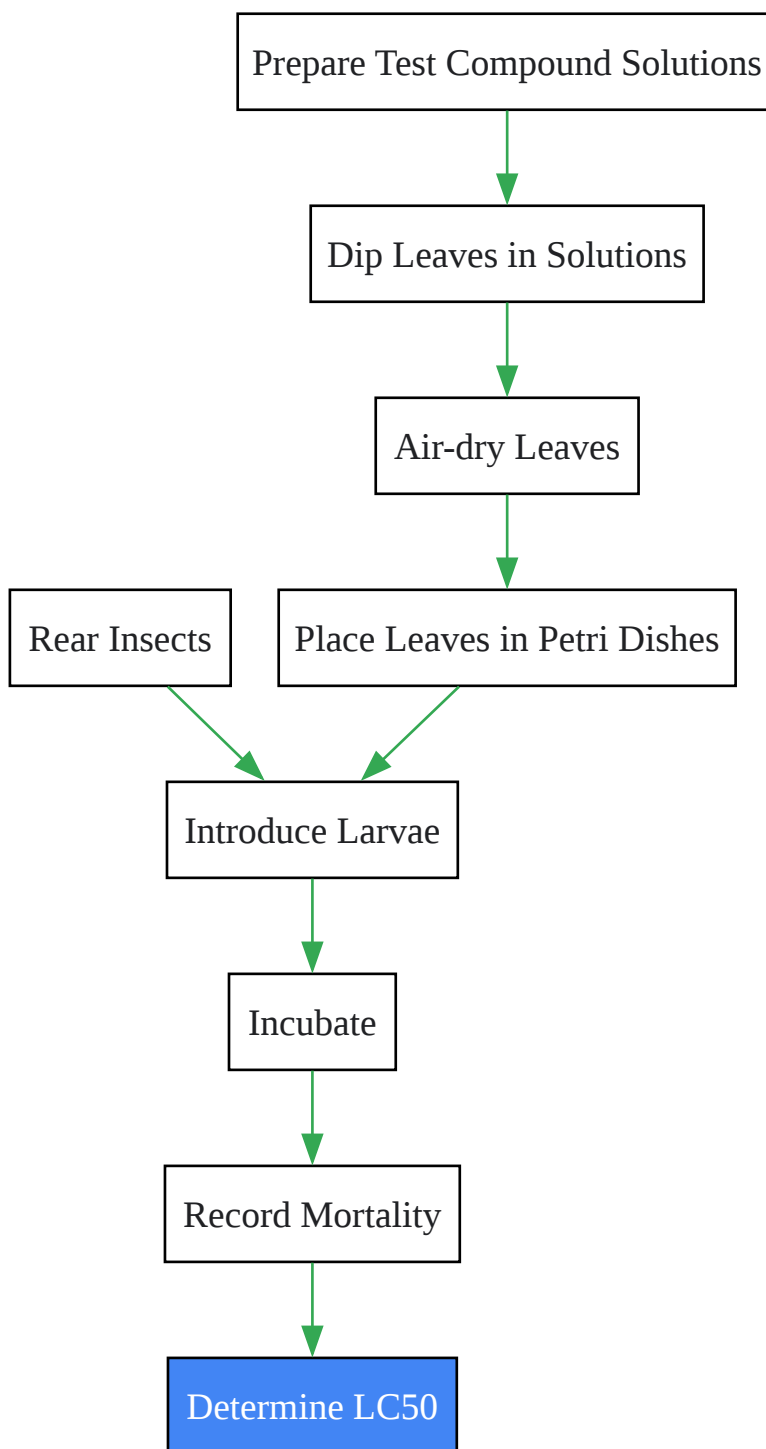 Prepare Test Compound Solutions
Dip Leaves in Solutions
Air-dry Leaves
Rear Insects
Place Leaves in Petri Dishes
Introduce Larvae
Incubate
Record Mortality
Determine LC50